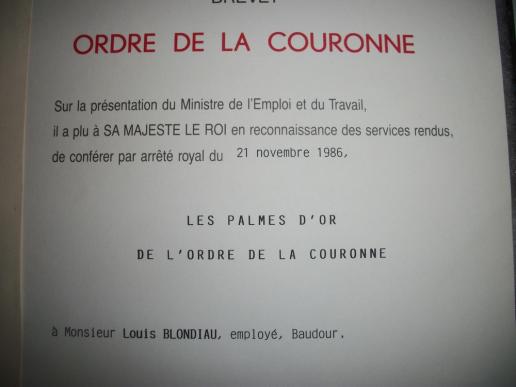 BREVET
ORDRE DE LA COURONNE
Sur la présentation du Ministre de l'Emploi et du Travail,
il a plu à SA MAJESTE LE ROI en reconnaissance des services rendus,
de conférer par arrêté royal du 21 novembre 1986,
LES PALMES D'OR
DE L'ORDRE DE LA COURONNE
à Monsieur Louis BLONDIAU, employé, Baudour.